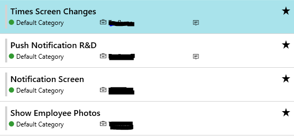 Times Screen Changes
Default Category
Push Notification R&D
Default Category
Notification Screen
Default Category
Show Employee Photos
Default Category